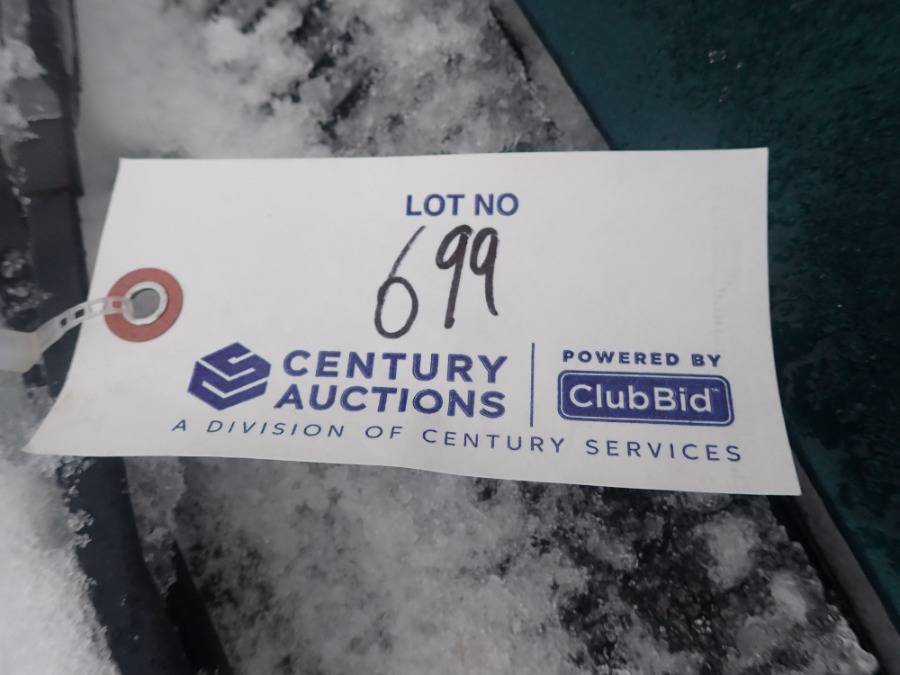 LOT NO
699
CENTURY
AUCTIONS
A DIVISION OF CENTURY SERVICES
POWERED BY
ClubBid™